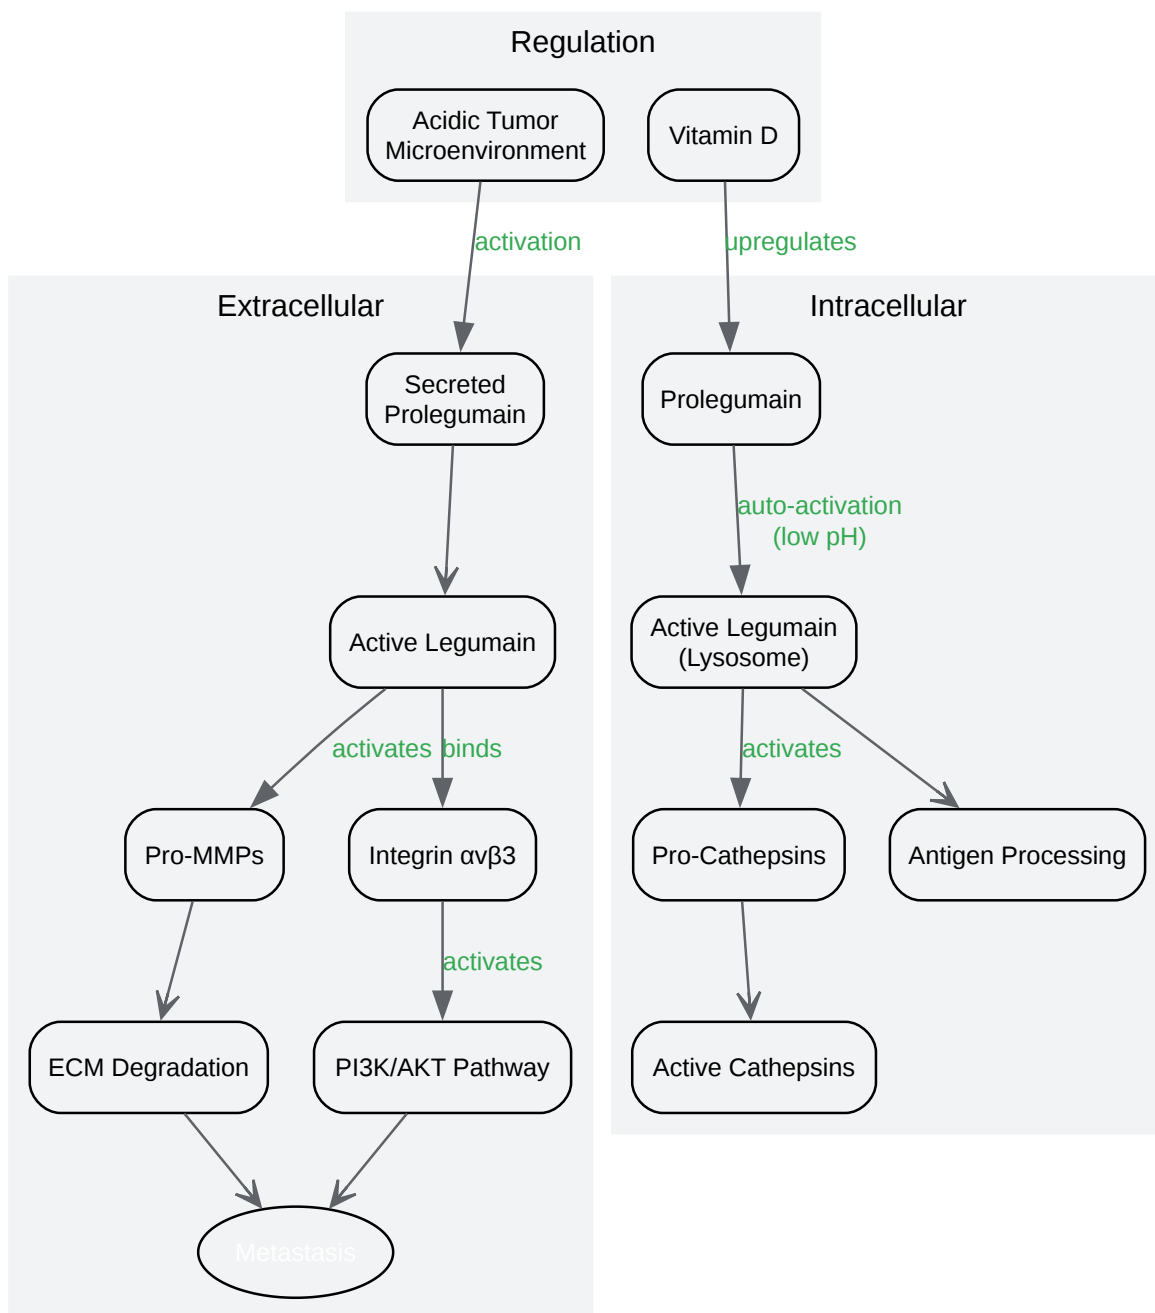 Regulation
Acidic Tumor
Microenvironment
Vitamin D
activation
upregulates
Extracellular
Intracellular
Secreted
Prolegumain
Prolegumain
auto-activation
(low pH)
Active Legumain
Active Legumain
(Lysosome)
activates
binds
activates
Pro-MMPs
Integrin αvβ3
Pro-Cathepsins
Antigen Processing
activates
ECM Degradation
PI3K/AKT Pathway
Active Cathepsins
Metastasis